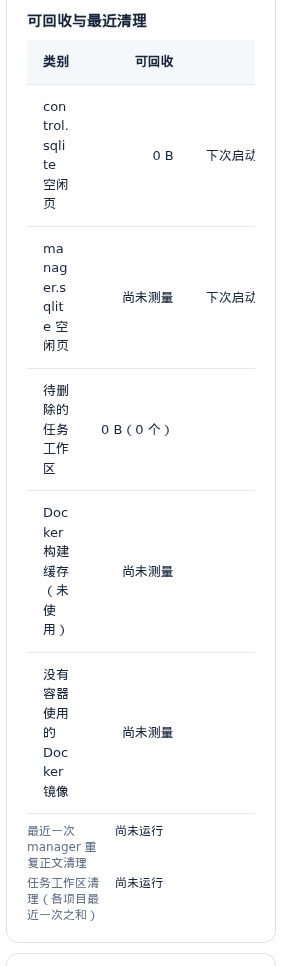 可回收与最近清理
类别 可回收
con
trol.
sqli
te
空闲
页
0 B
下次启动
ma
nag
er.s
qlit
e 空
闲页
尚未测量
下次启动
待删
除的
任务
工作
区
0 B（0 个）
Doc
ker
构建
缓存
（未
使
用）
尚未测量
没有
容器
使用
的
Doc
ker
镜像
尚未测量
最近一次
manager 重
复正文清理
尚未运行
任务工作区清
理（各项目最
近一次之和）
尚未运行